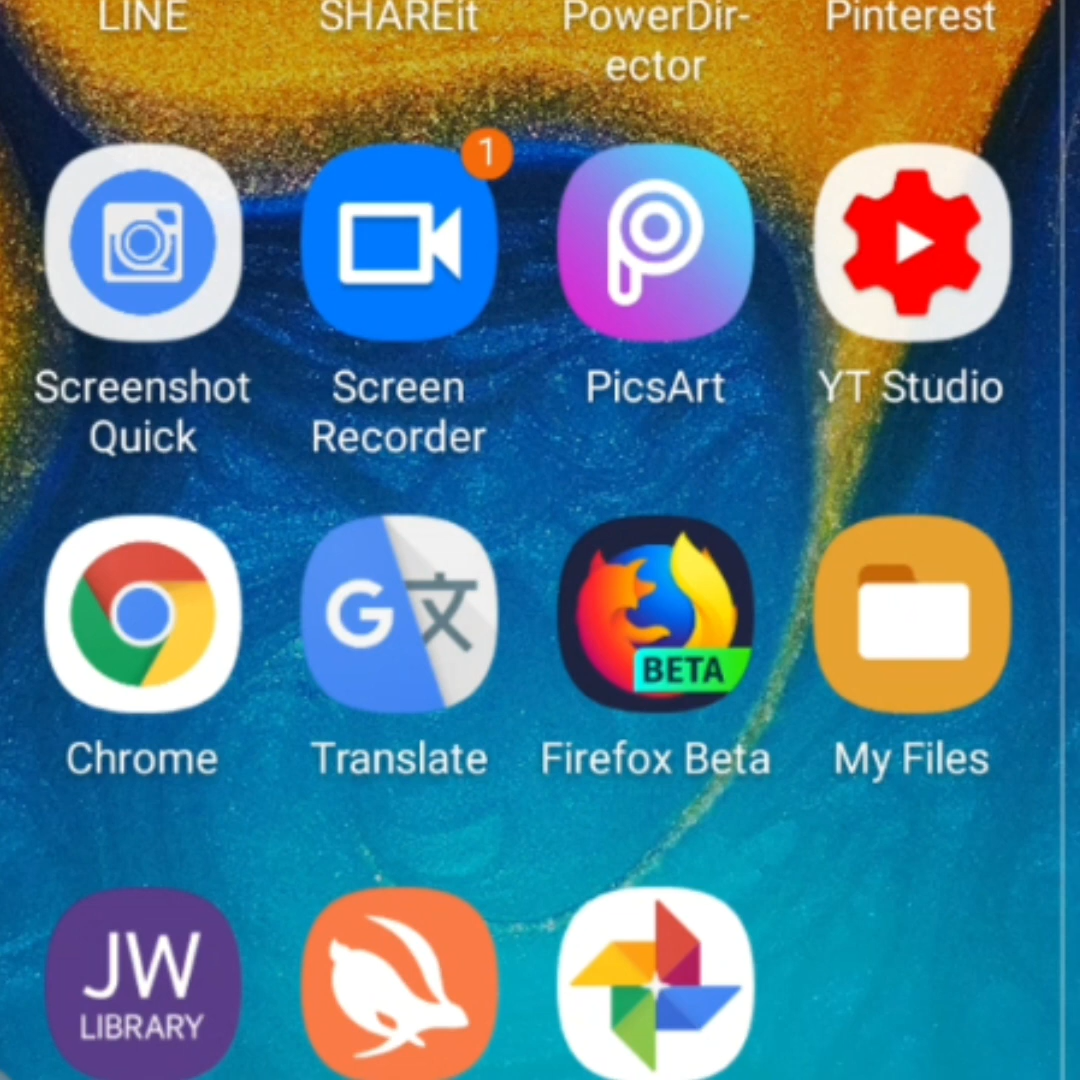 LINE SHAREit PowerDir- Pinterest
ector
1
Screenshot Screen PicsArt YT Studio
Quick Recorder
G 文
BETA
Chrome Translate Firefox Beta My Files
JW
LIBRARY